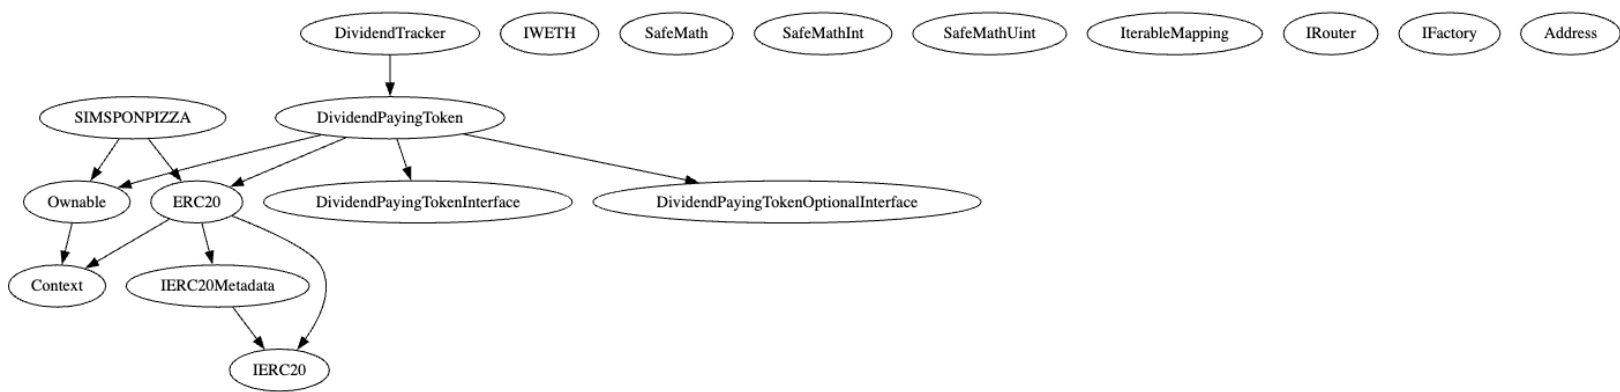 DividendTracker
IWETH
SafeMath
SafeMathInt
SafeMathUint
IterableMapping
IRouter
IFactory
Address
SIMSPONPIZZA
DividendPayingToken
Ownable
ERC20
DividendPayingTokenInterface
DividendPayingTokenOptionalInterface
Context
IERC20Metadata
IERC20